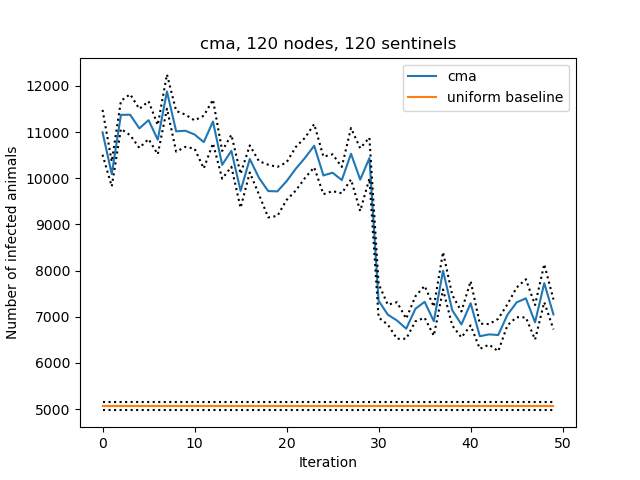 cma, 120 nodes, 120 sentinels
cma
uniform baseline
Number of infected animals
12000
11000
10000
9000
8000
7000
6000
5000
0 10 20 30 40 50
Iteration